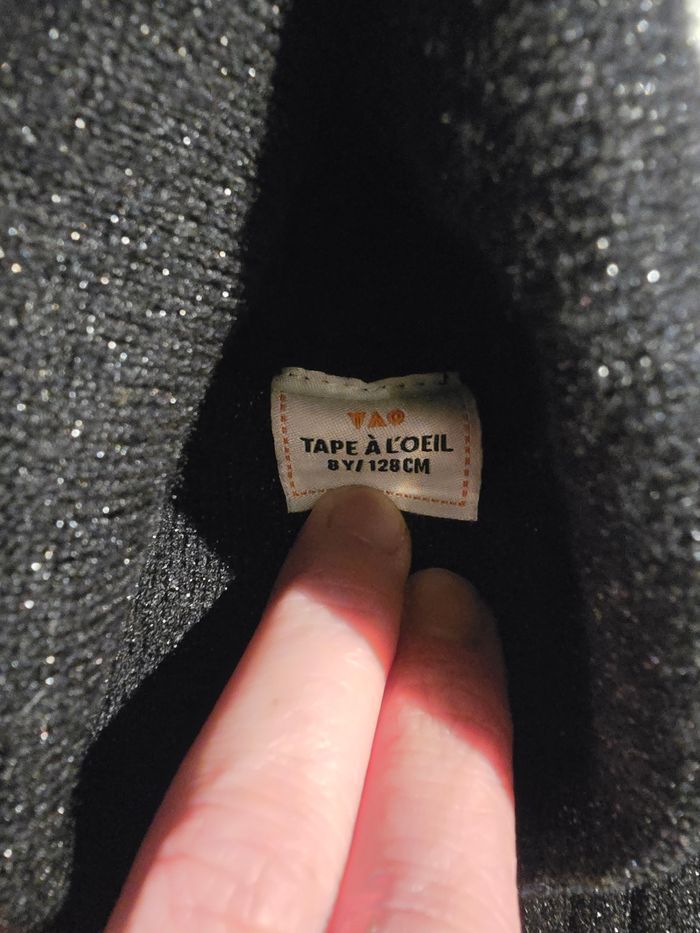 TAO
TAPE À L'OEIL
8Y/128CM